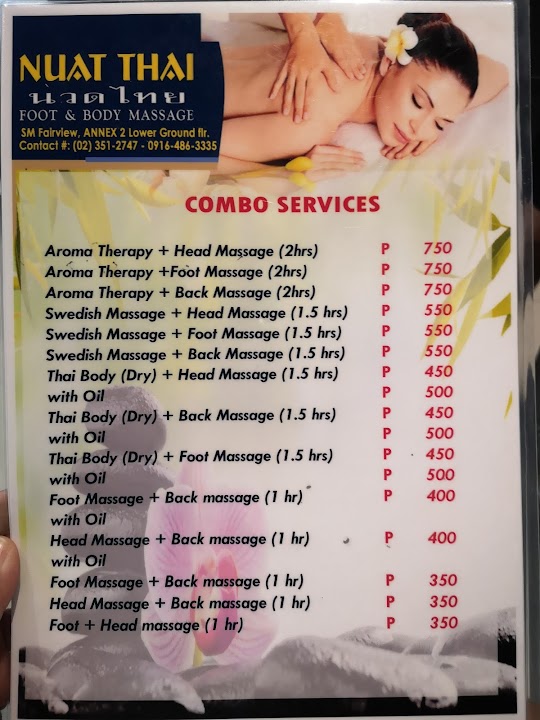 NUAT THAI
นวดไทย
FOOT & BODY MASSAGE
SM Fairview, ANNEX 2 Lower Ground flr.
Contact #: (02) 351-2747 - 0916-486-3335
COMBO SERVICES
Aroma Therapy + Head Massage (2hrs) P 750
Aroma Therapy +Foot Massage (2hrs) P 750
Aroma Therapy + Back Massage (2hrs) P 750
Swedish Massage + Head Massage (1.5 hrs) P 550
Swedish Massage + Foot Massage (1.5 hrs) P 550
Swedish Massage + Back Massage (1.5 hrs) P 550
Thai Body (Dry) + Head Massage (1.5 hrs) P 450
with Oil P 500
Thai Body (Dry) + Back Massage (1.5 hrs) P 450
with Oil P 500
Thai Body (Dry) + Foot Massage (1.5 hrs) P 450
with Oil P 500
Foot Massage + Back massage (1 hr) P 400
with Oil
Head Massage + Back massage (1 hr) P 400
with Oil
Foot Massage + Back massage (1 hr) P 350
Head Massage + Back massage (1 hr) P 350
Foot + Head massage (1 hr) P 350